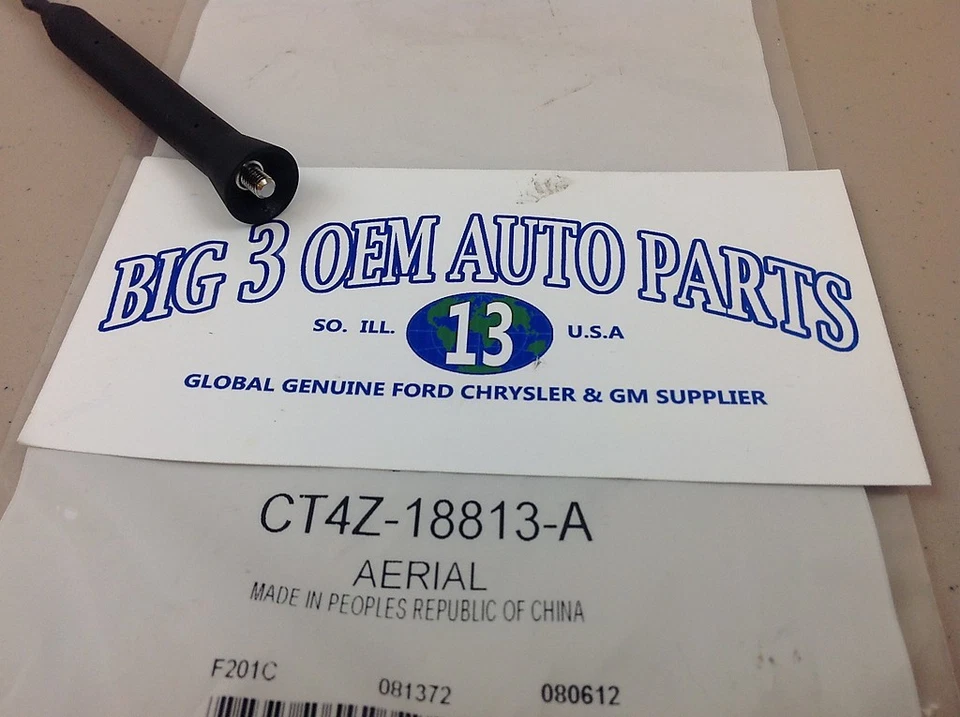 BIG 3 OEM AUTO PARTS
SO. ILL. 13 U.S.A
GLOBAL GENUINE FORD CHRYSLER & GM SUPPLIER
CT4Z-18813-A
AERIAL
MADE IN PEOPLES REPUBLIC OF CHINA
F201C 081372 080612